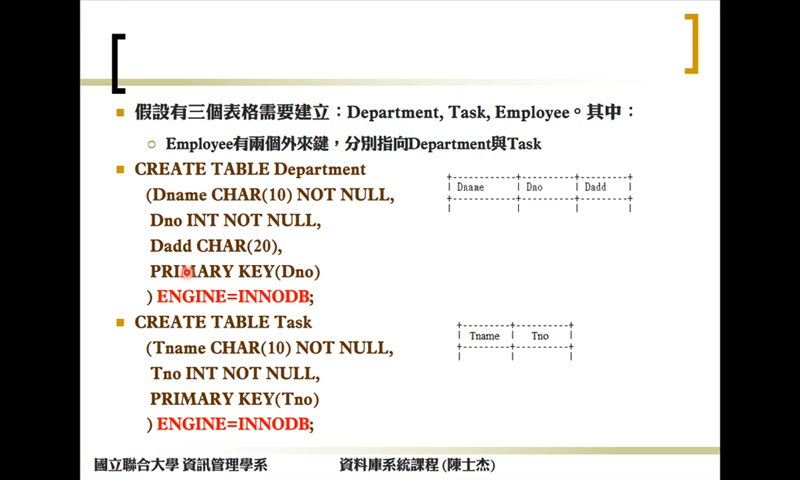 假設有三個表格需要建立：Department, Task, Employee。其中：
Employee有兩個外來鍵，分別指向Department與Task
CREATE TABLE Department
(Dname CHAR(10) NOT NULL,
Dno INT NOT NULL,
Dadd CHAR(20),
PRIMARY KEY(Dno)
) ENGINE=INNODB;
Dname Dno Dadd
CREATE TABLE Task
(Tname CHAR(10) NOT NULL,
Tno INT NOT NULL,
PRIMARY KEY(Tno)
) ENGINE=INNODB;
Tname Tno
國立聯合大學 資訊管理學系 資料庫系統課程 (陳士杰)